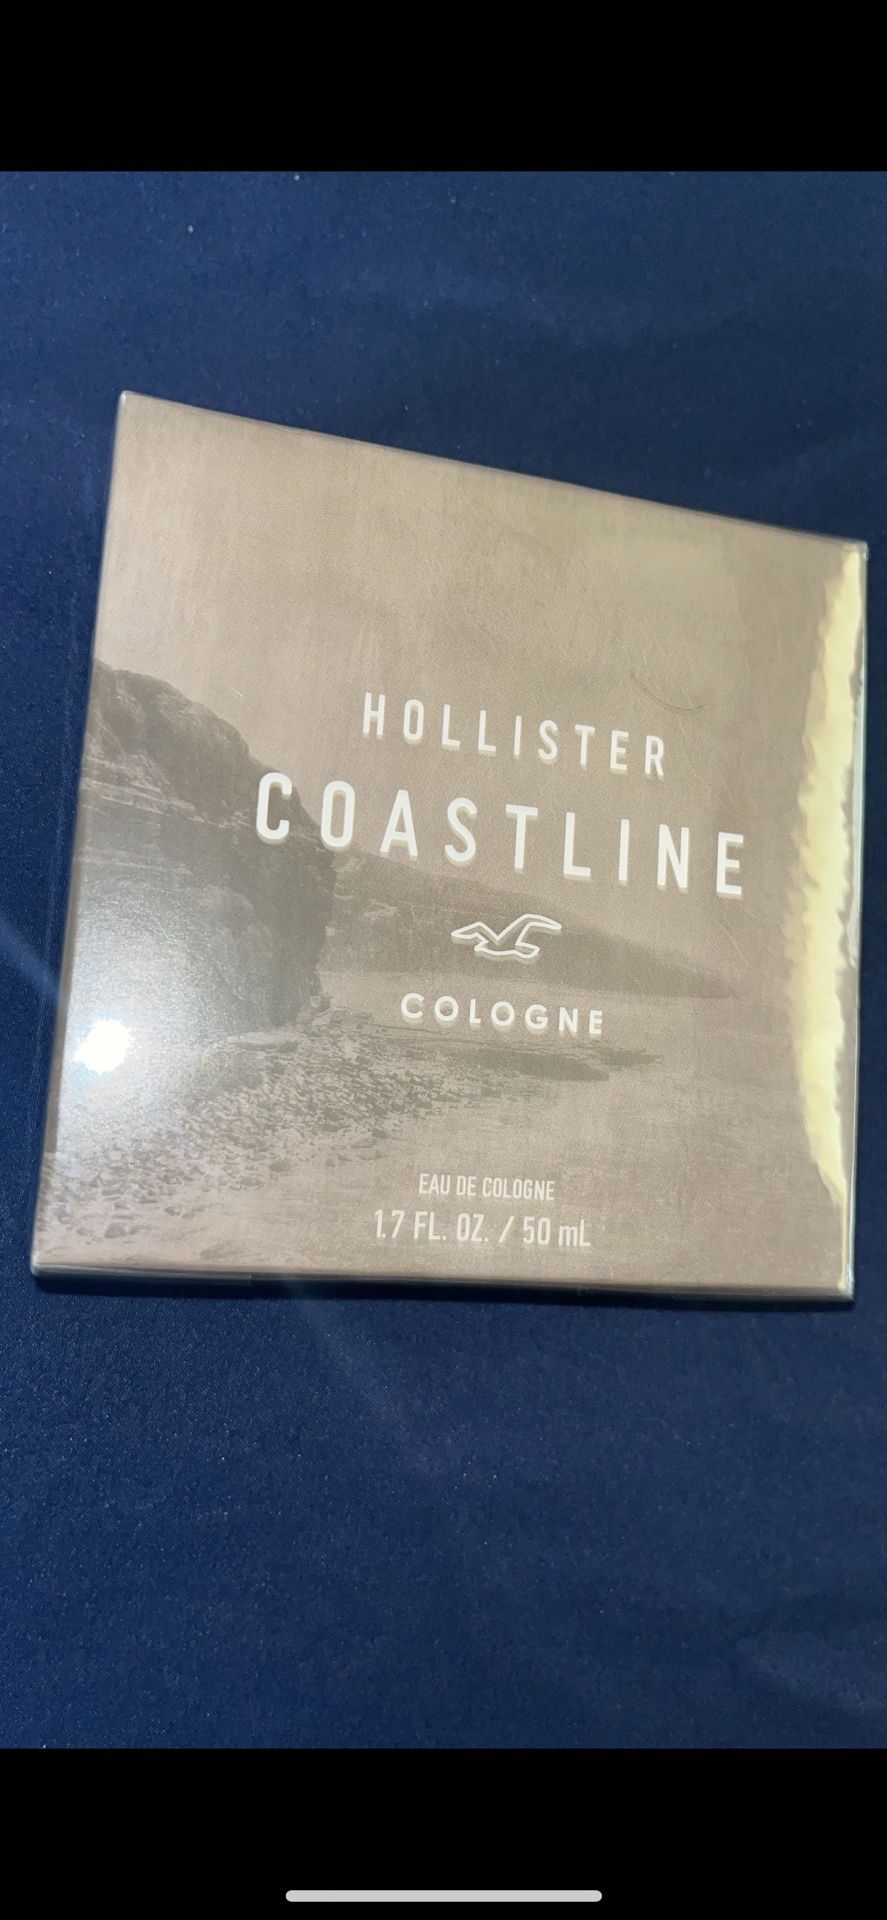 HOLLISTER
COASTLINE
COLOGNE
EAU DE COLOGNE
1.7 FL. OZ. / 50 mL